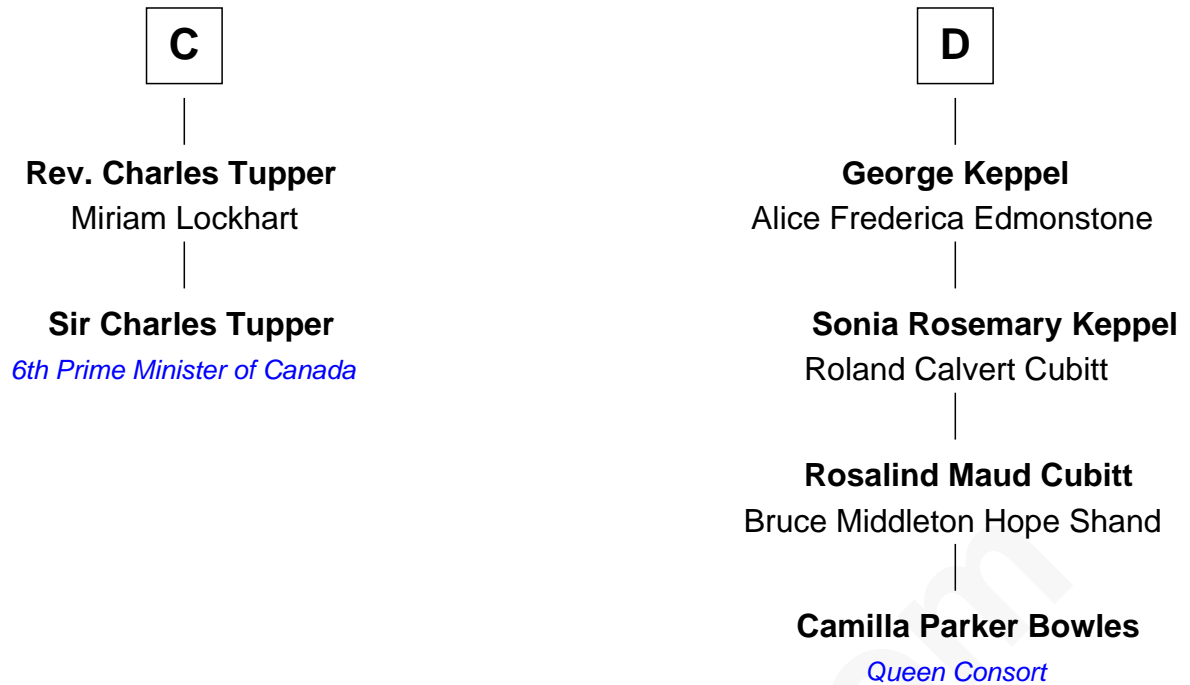 C
Rev. Charles Tupper
Miriam Lockhart
Sir Charles Tupper
6th Prime Minister of Canada
D
George Keppel
Alice Frederica Edmonstone
Sonia Rosemary Keppel
Roland Calvert Cubitt
Rosalind Maud Cubitt
Bruce Middleton Hope Shand
Camilla Parker Bowles
Queen Consort